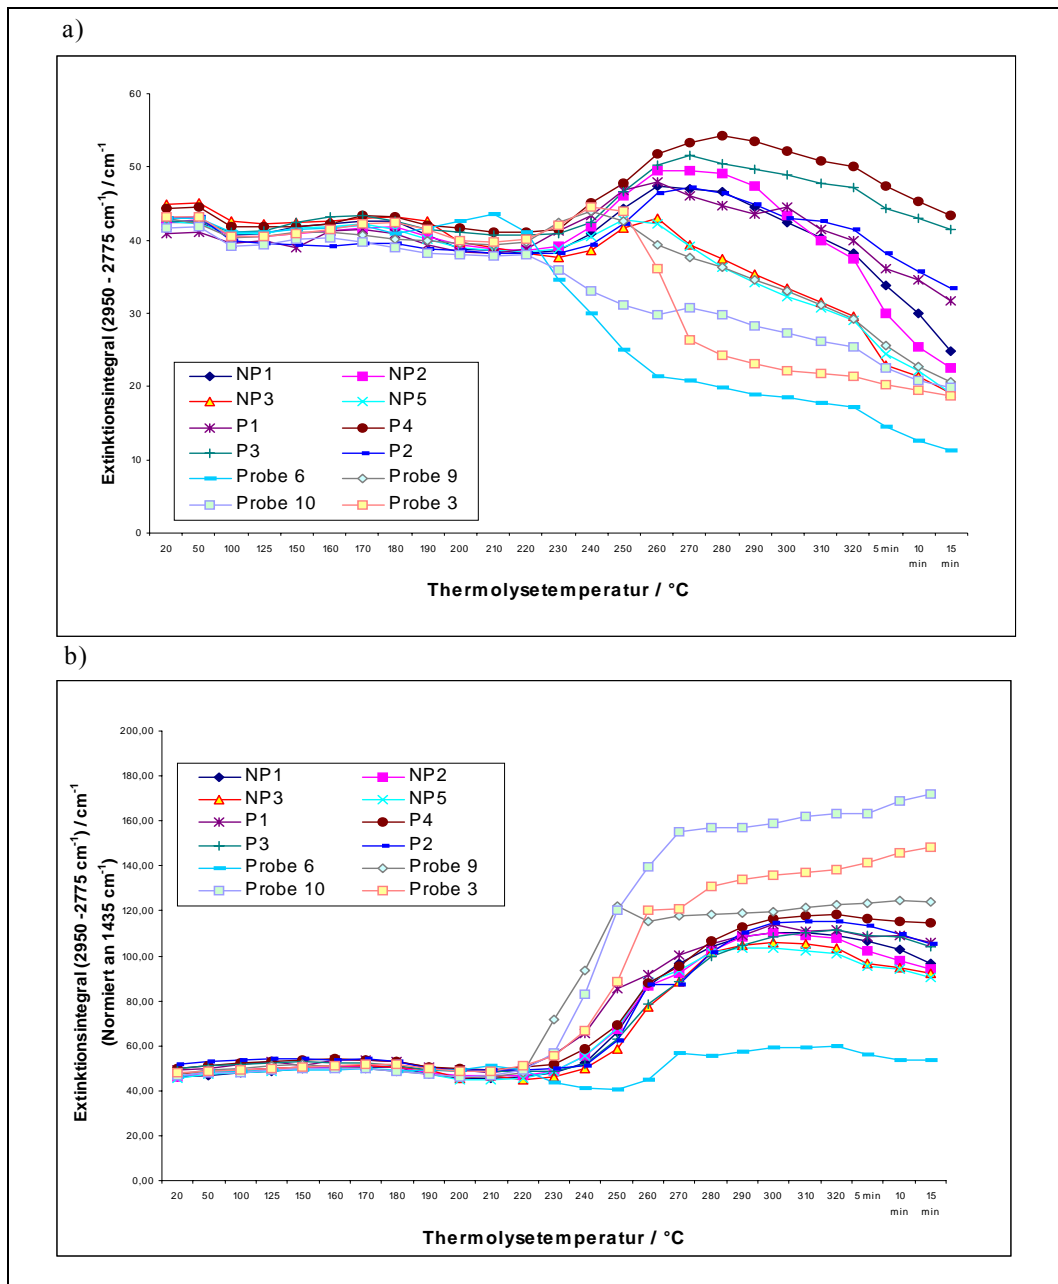 a)
Extinktionsintegral (2950 - 2775 cm⁻¹) / cm⁻¹
60
50
40
30
20
10
0
NP1 NP2
NP3 NP5
P1 P4
P3 P2
Probe 6 Probe 9
Probe 10 Probe 3
20 50 100 125 150 160 170 180 190 200 210 220 230 240 250 260 270 280 290 300 310 320 5 min 10 min 15 min
Thermolysetemperatur / °C
b)
Extinktionsintegral (2950 -2775 cm⁻¹) / cm⁻¹
(Normiert an 1435 cm⁻¹)
200,00
180,00
160,00
140,00
120,00
100,00
80,00
60,00
40,00
20,00
0,00
NP1 NP2
NP3 NP5
P1 P4
P3 P2
Probe 6 Probe 9
Probe 10 Probe 3
20 50 100 125 150 160 170 180 190 200 210 220 230 240 250 260 270 280 290 300 310 320 5 min 10 min 15 min
Thermolysetemperatur / °C